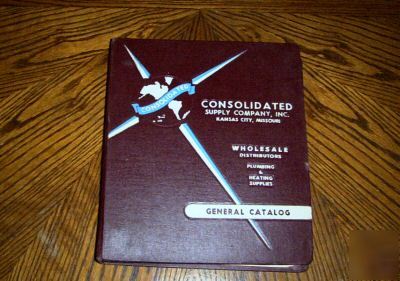 CONSOLIDATED
CONSOLIDATED
SUPPLY COMPANY, INC.
KANSAS CITY, MISSOURI
WHOLESALE
DISTRIBUTORS
PLUMBING
&
HEATING
SUPPLIES
GENERAL CATALOG